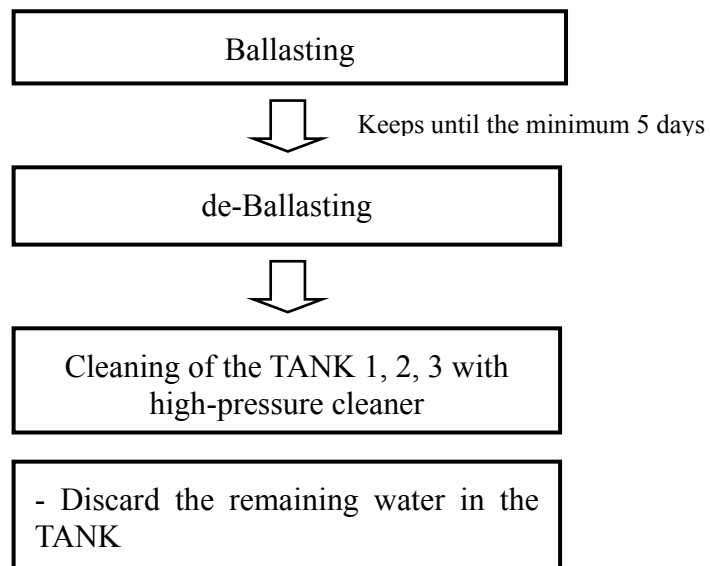 Ballasting
Keeps until the minimum 5 days
de-Ballasting
Cleaning of the TANK 1, 2, 3 with
high-pressure cleaner
- Discard the remaining water in the
TANK